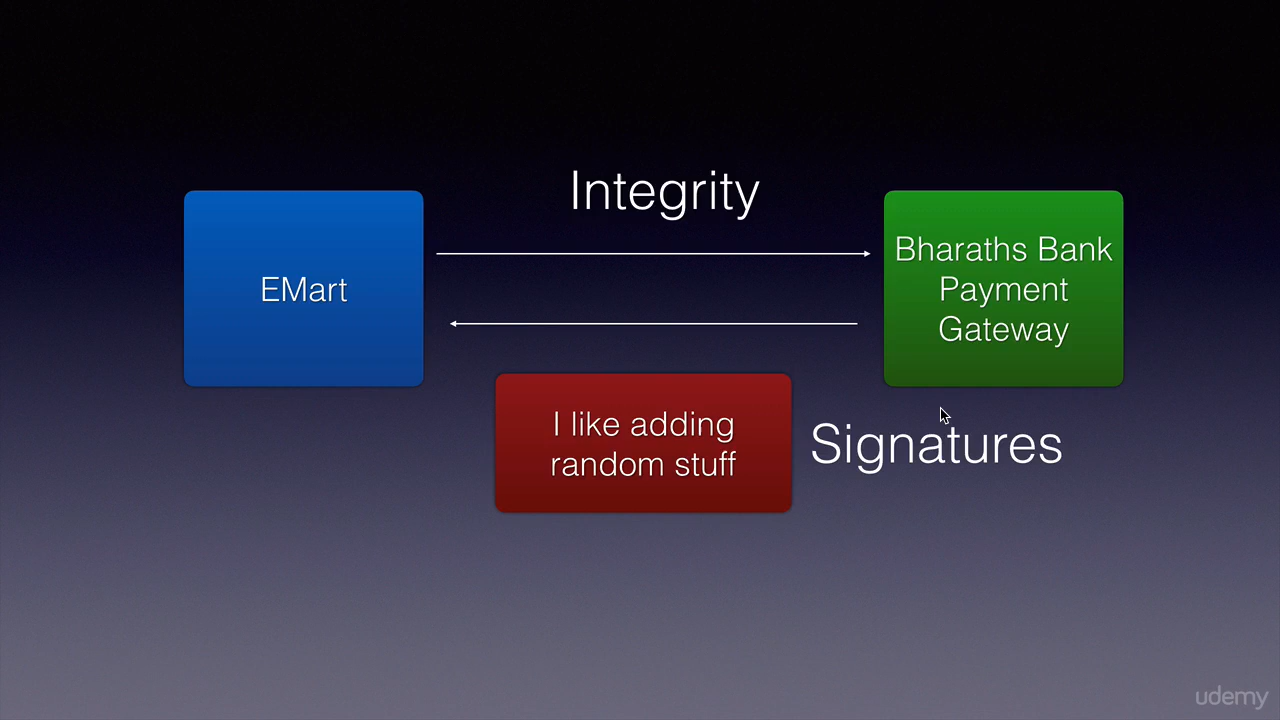 Integrity
EMart
Bharaths Bank
Payment
Gateway
I like adding
random stuff
Signatures
udemy